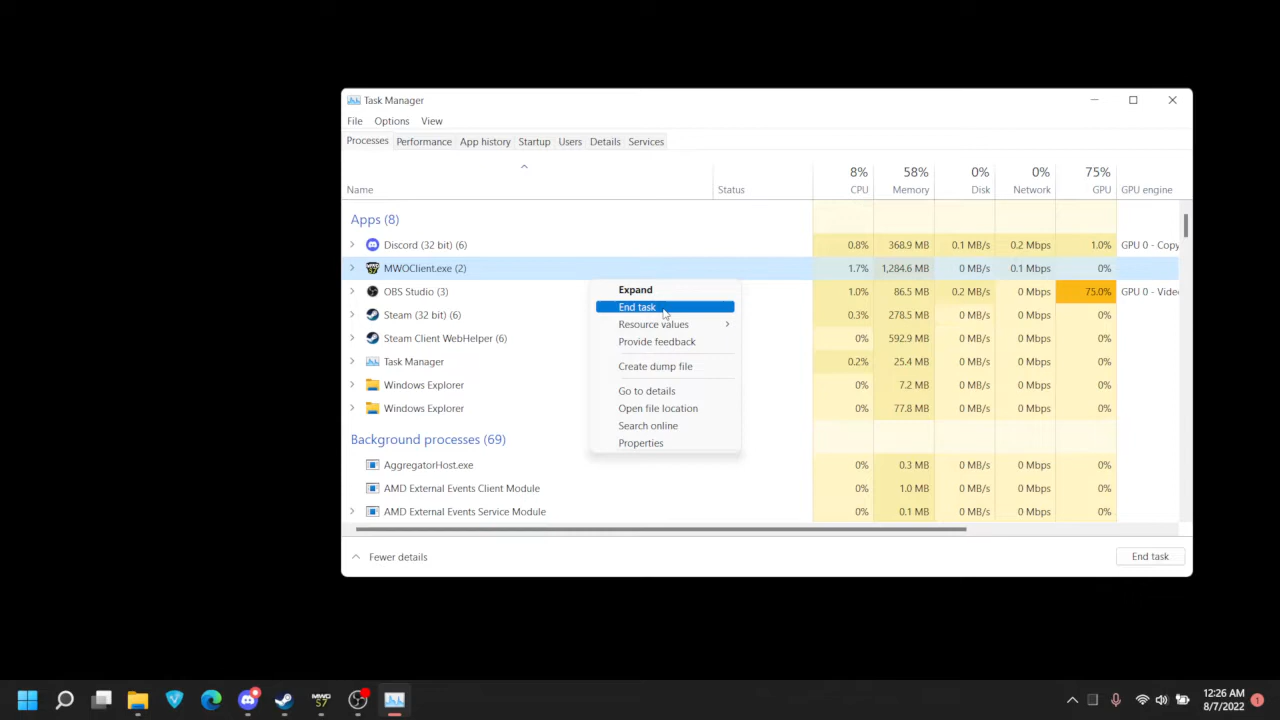 Task Manager
File Options View
Processes Performance App history Startup Users Details Services
8% 58% 0% 0% 75%
Name Status CPU Memory Disk Network GPU GPU engine
Apps (8)
Discord (32 bit) (6) 0.8% 368.9 MB 0.1 MB/s 0.2 Mbps 1.0% GPU 0 - Copy
MWOClient.exe (2) 1.7% 1,284.6 MB 0 MB/s 0.1 Mbps 0%
Expand
OBS Studio (3) 1.0% 86.5 MB 0.2 MB/s 0 Mbps 75.0% GPU 0 - Vide
End task
Steam (32 bit) (6) 0.3% 278.5 MB 0 MB/s 0 Mbps 0%
Resource values
Steam Client WebHelper (6) 0% 592.9 MB 0 MB/s 0 Mbps 0%
Provide feedback
Task Manager 0.2% 25.4 MB 0 MB/s 0 Mbps 0%
Create dump file
Windows Explorer 0% 7.2 MB 0 MB/s 0 Mbps 0%
Go to details
Windows Explorer 0% 77.8 MB 0 MB/s 0 Mbps 0%
Open file location
Search online
Background processes (69)
Properties
AggregatorHost.exe 0% 0.3 MB 0 MB/s 0 Mbps 0%
AMD External Events Client Module 0% 1.0 MB 0 MB/s 0 Mbps 0%
AMD External Events Service Module 0% 0.1 MB 0 MB/s 0 Mbps 0%
Fewer details End task
MWO
S7
12:26 AM
8/7/2022
1